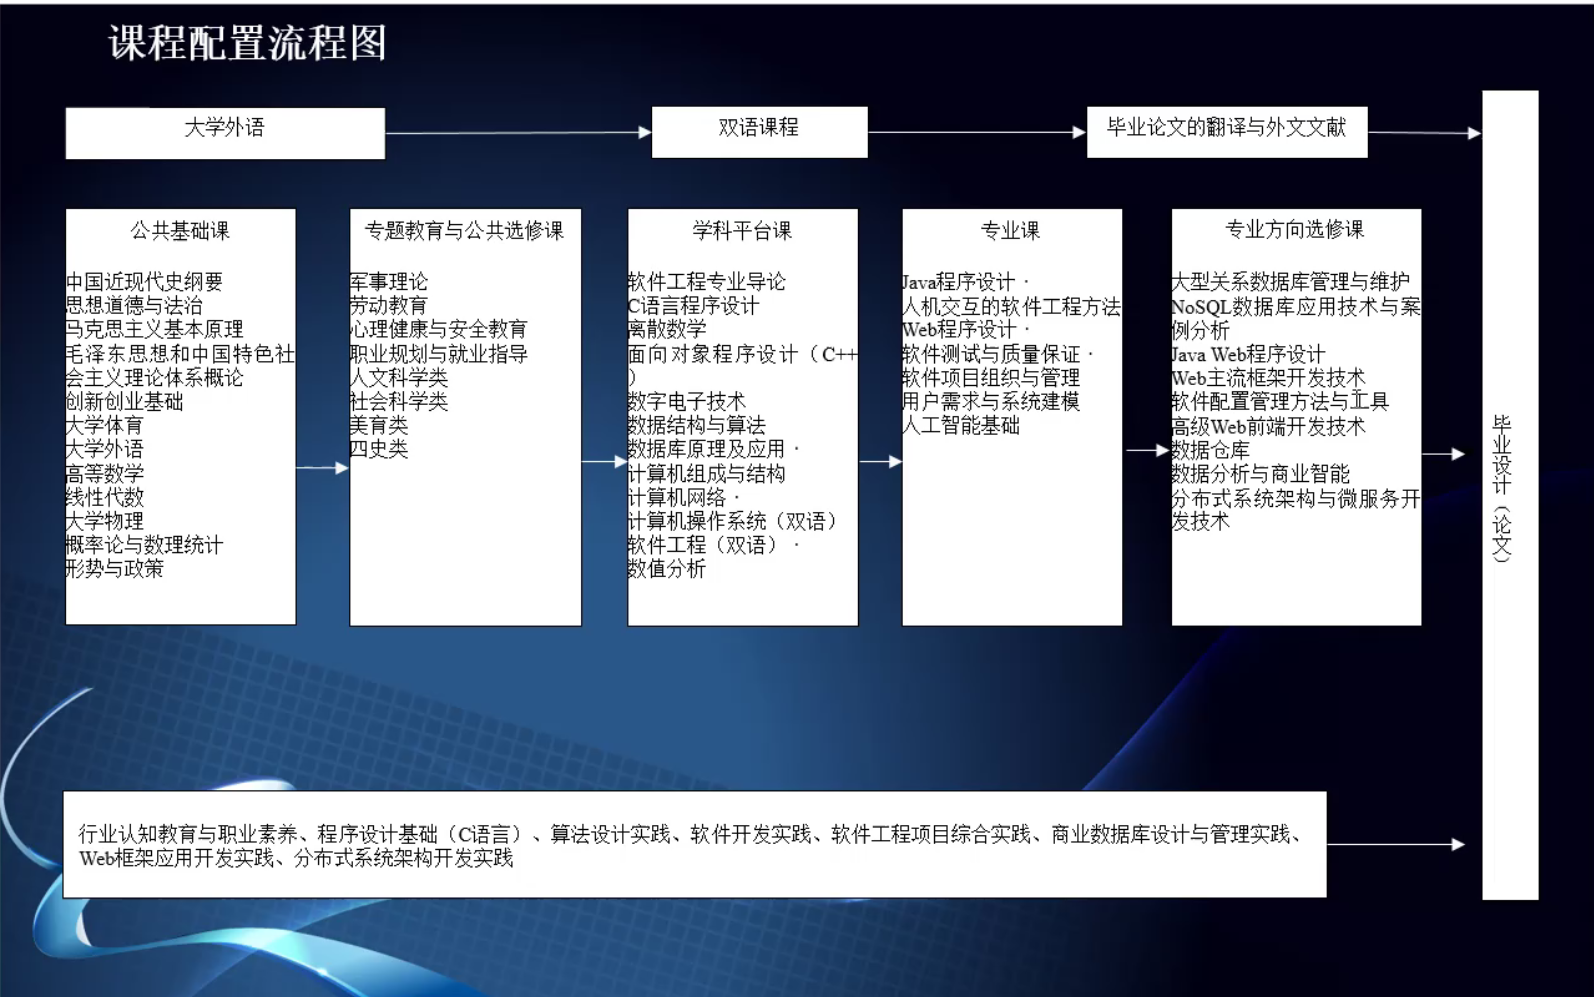 课程配置流程图
大学外语
双语课程
毕业论文的翻译与外文文献
公共基础课
中国近现代史纲要
思想道德与法治
马克思主义基本原理
毛泽东思想和中国特色社
会主义理论体系概论
创新创业基础
大学体育
大学外语
高等数学
线性代数
大学物理
概率论与数理统计
形势与政策
专题教育与公共选修课
军事理论
劳动教育
心理健康与安全教育
职业规划与就业指导
人文科学类
社会科学类
美育类
四史类
学科平台课
软件工程专业导论
C语言程序设计
离散数学
面向对象程序设计（C++
）
数字电子技术
数据结构与算法
数据库原理及应用·
计算机组成与结构
计算机网络·
计算机操作系统（双语）
软件工程（双语）·
数值分析
专业课
Java程序设计·
人机交互的软件工程方法
Web程序设计·
软件测试与质量保证·
软件项目组织与管理
用户需求与系统建模
人工智能基础
专业方向选修课
大型关系数据库管理与维护
NoSQL数据库应用技术与案
例分析
Java Web程序设计
Web主流框架开发技术
软件配置管理方法与工具
高级Web前端开发技术
数据仓库
数据分析与商业智能
分布式系统架构与微服务开
发技术
毕业设计（论文）
行业认知教育与职业素养、程序设计基础（C语言）、算法设计实践、软件开发实践、软件工程项目综合实践、商业数据库设计与管理实践、
Web框架应用开发实践、分布式系统架构开发实践